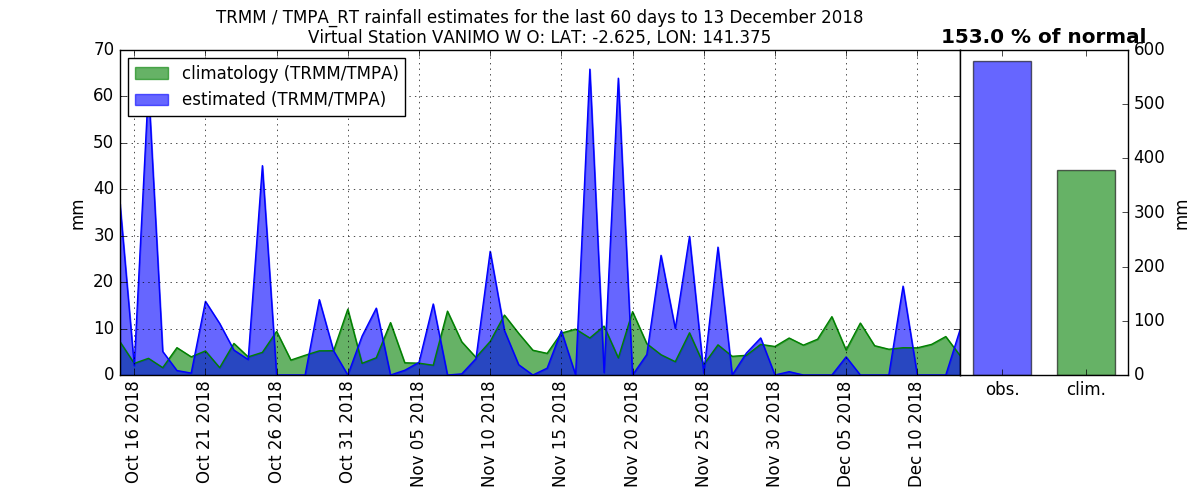 TRMM / TMPA_RT rainfall estimates for the last 60 days to 13 December 2018
Virtual Station VANIMO W O: LAT: -2.625, LON: 141.375
153.0 % of normal
climatology (TRMM/TMPA)
estimated (TRMM/TMPA)
70
60
50
40
30
20
10
0
mm
Oct 16 2018
Oct 21 2018
Oct 26 2018
Oct 31 2018
Nov 05 2018
Nov 10 2018
Nov 15 2018
Nov 20 2018
Nov 25 2018
Nov 30 2018
Dec 05 2018
Dec 10 2018
obs.
clim.
600
500
400
300
200
100
0
mm